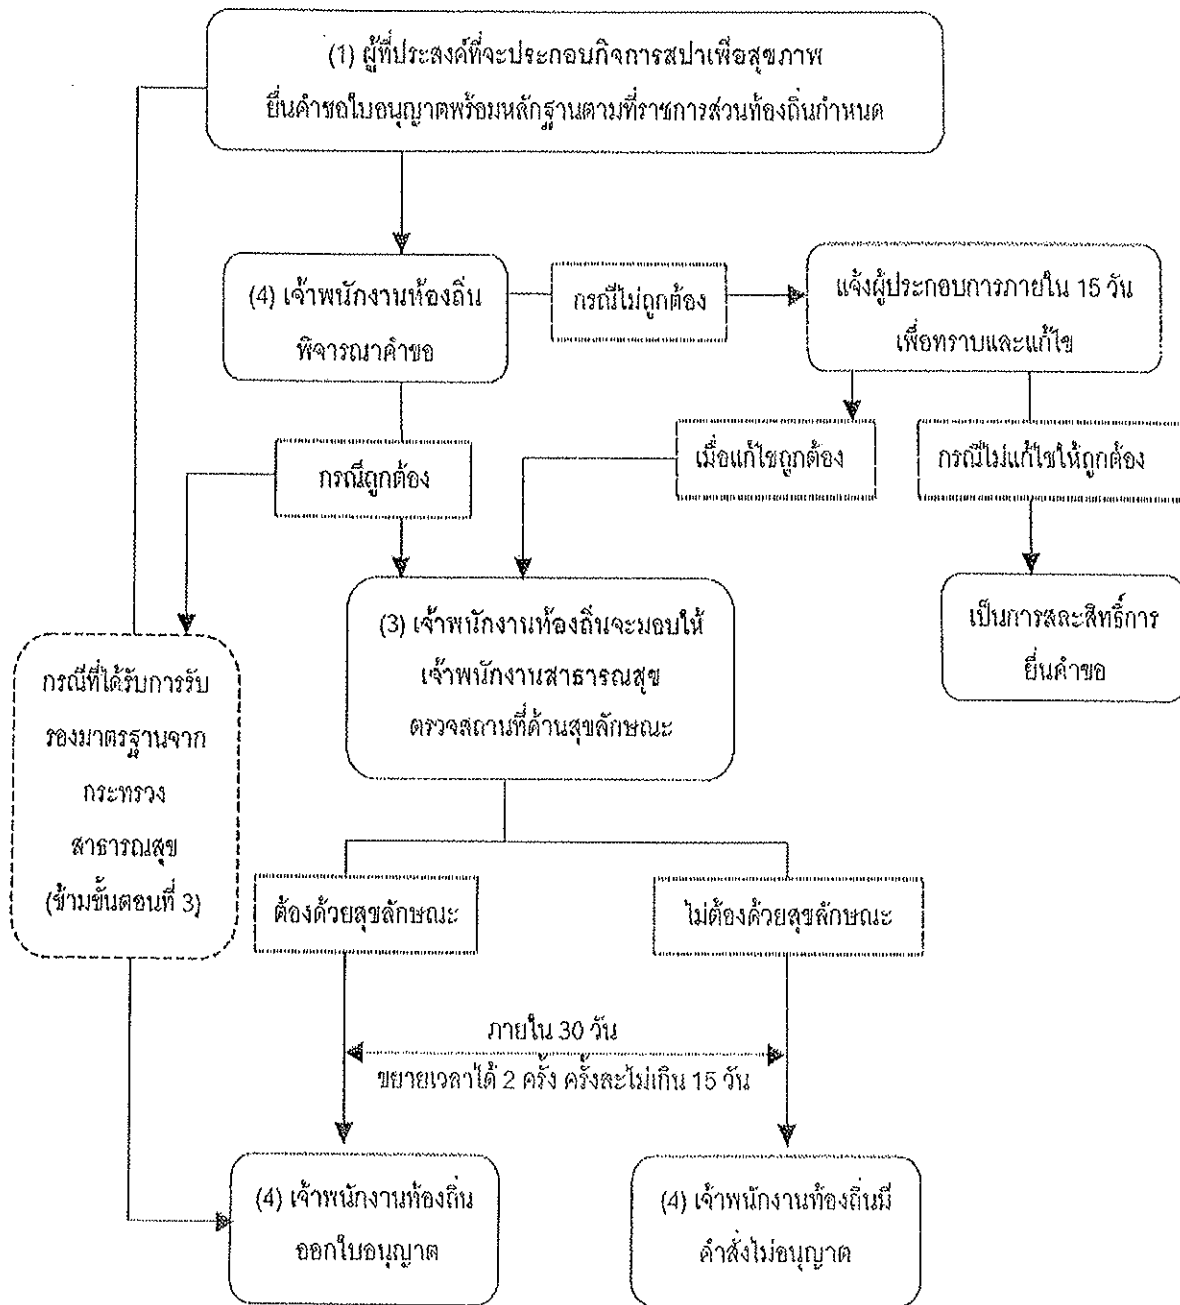 (1) ผู้ที่ประสงค์ที่จะประกอบกิจการสปาเพื่อสุขภาพ
ยื่นคำขอใบอนุญาตพร้อมหลักฐานตามที่ราชการส่วนท้องถิ่นกำหนด
(4) เจ้าพนักงานท้องถิ่น
พิจารณาคำขอ
กรณีไม่ถูกต้อง
แจ้งผู้ประกอบการภายใน 15 วัน
เพื่อทราบและแก้ไข
กรณีถูกต้อง
เมื่อแก้ไขถูกต้อง
กรณีไม่แก้ไขให้ถูกต้อง
(3) เจ้าพนักงานท้องถิ่นจะมอบให้
เจ้าพนักงานสาธารณสุข
ตรวจสถานที่ด้านสุขลักษณะ
เป็นการสละสิทธิ์การ
ยื่นคำขอ
กรณีที่ได้รับการรับ
รองมาตรฐานจาก
กระทรวง
สาธารณสุข
(ข้ามขั้นตอนที่ 3)
ต้องด้วยสุขลักษณะ
ไม่ต้องด้วยสุขลักษณะ
ภายใน 30 วัน
ขยายเวลาได้ 2 ครั้ง ครั้งละไม่เกิน 15 วัน
(4) เจ้าพนักงานท้องถิ่น
ออกใบอนุญาต
(4) เจ้าพนักงานท้องถิ่นมี
คำสั่งไม่อนุญาต